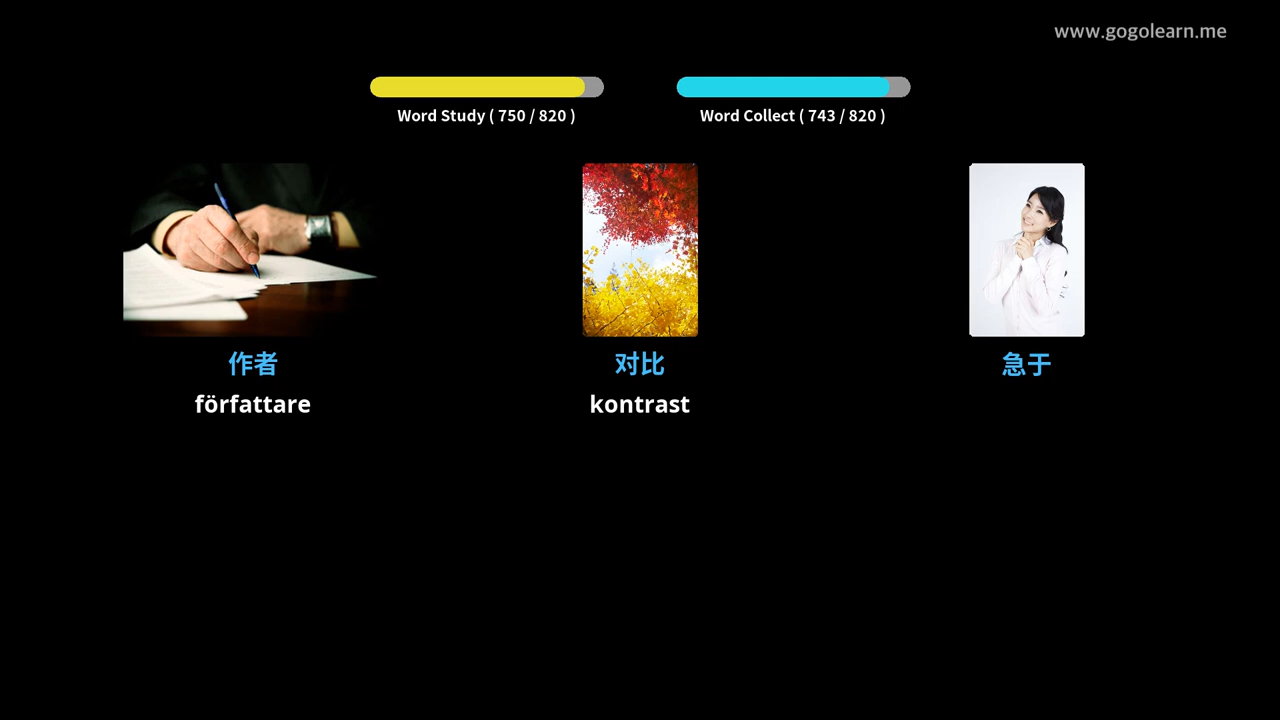 www.gogolearn.me
Word Study ( 750 / 820 )
Word Collect ( 743 / 820 )
作者
对比
急于
författare
kontrast